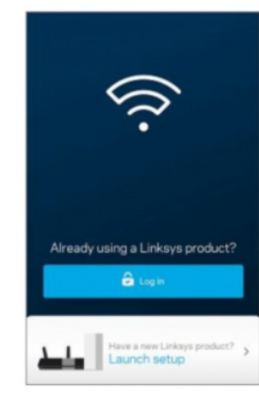 Already using a Linksys product?
Log in
Have a new Linksys product?
Launch setup